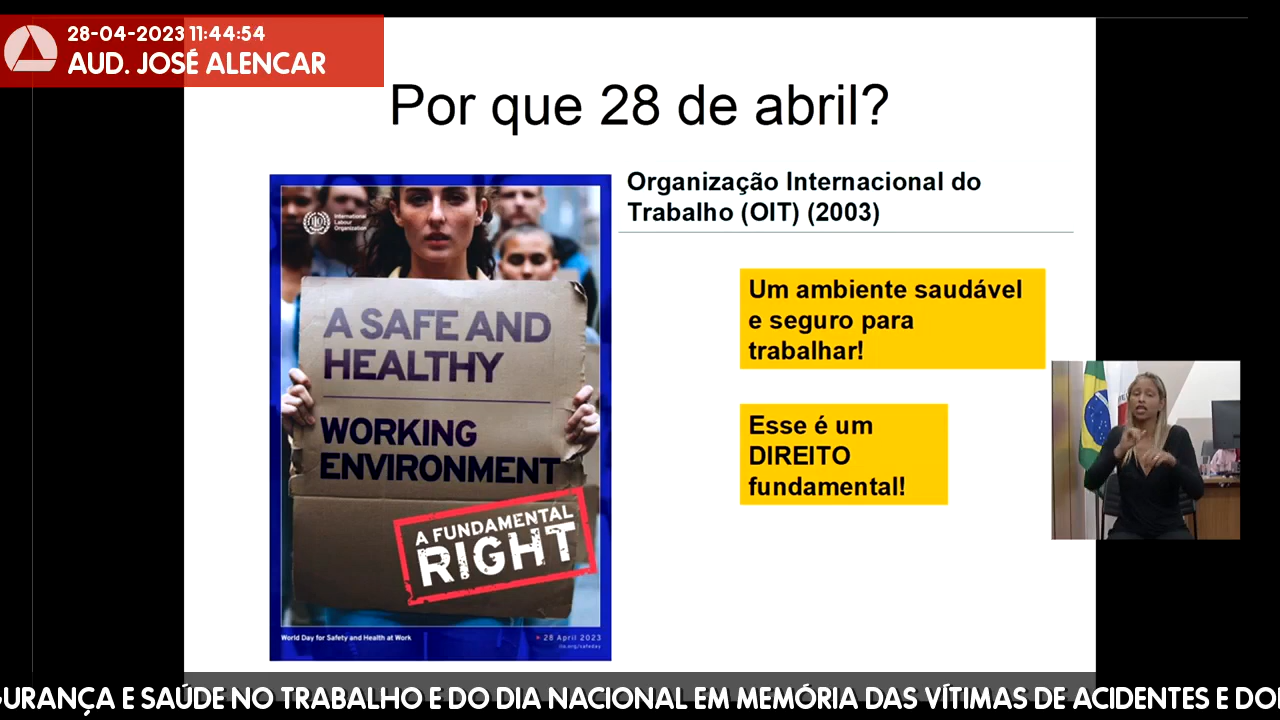 28-04-2023 11:44:54
AUD. JOSÉ ALENCAR
Por que 28 de abril?
International
Labour
Organization
A SAFE AND
HEALTHY
WORKING
ENVIRONMENT
A FUNDAMENTAL
RIGHT
World Day for Safety and Health at Work
28 April 2023
ilo.org/safeday
Organização Internacional do
Trabalho (OIT) (2003)
Um ambiente saudável
e seguro para
trabalhar!
Esse é um
DIREITO
fundamental!
GURANÇA E SAÚDE NO TRABALHO E DO DIA NACIONAL EM MEMÓRIA DAS VÍTIMAS DE ACIDENTES E DO